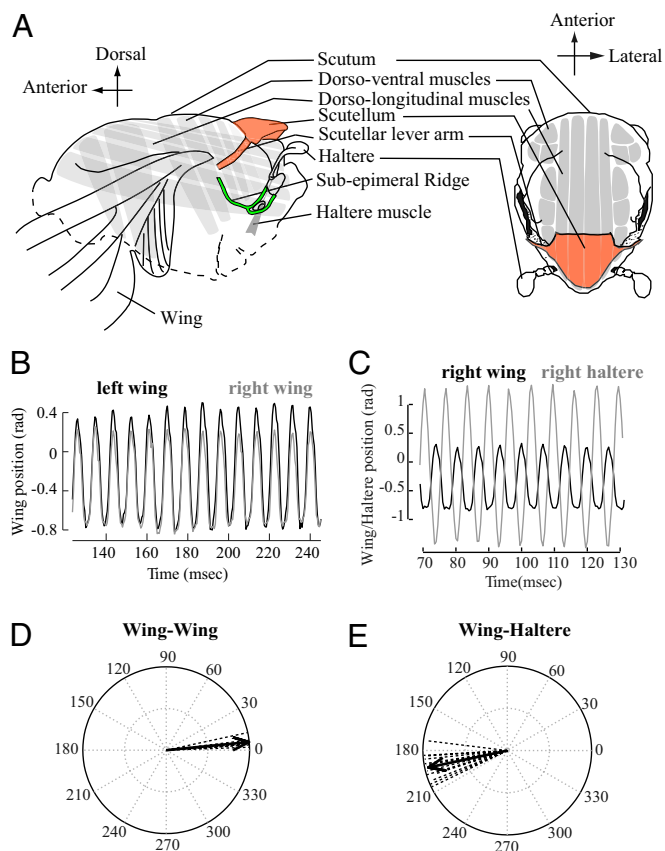 A
Dorsal
Anterior
Scutum
Dorso-ventral muscles
Dorso-longitudinal muscles
Scutellum
Scutellar lever arm
Haltere
Sub-epimeral Ridge
Haltere muscle
Wing
Anterior
Lateral
B
left wing right wing
Wing position (rad)
0.4
0
-0.4
-0.8
140 160 170 200 220 240
Time (msec)
C
right wing right haltere
Wing/Haltere position (rad)
1
0.5
0
-0.5
-1
70 80 90 100 110 120 130
Time(msec)
D
Wing-Wing
90
120 60
150 30
180 0
210 330
240 300
270
E
Wing-Haltere
90
120 60
150 30
180 0
210 330
240 300
270